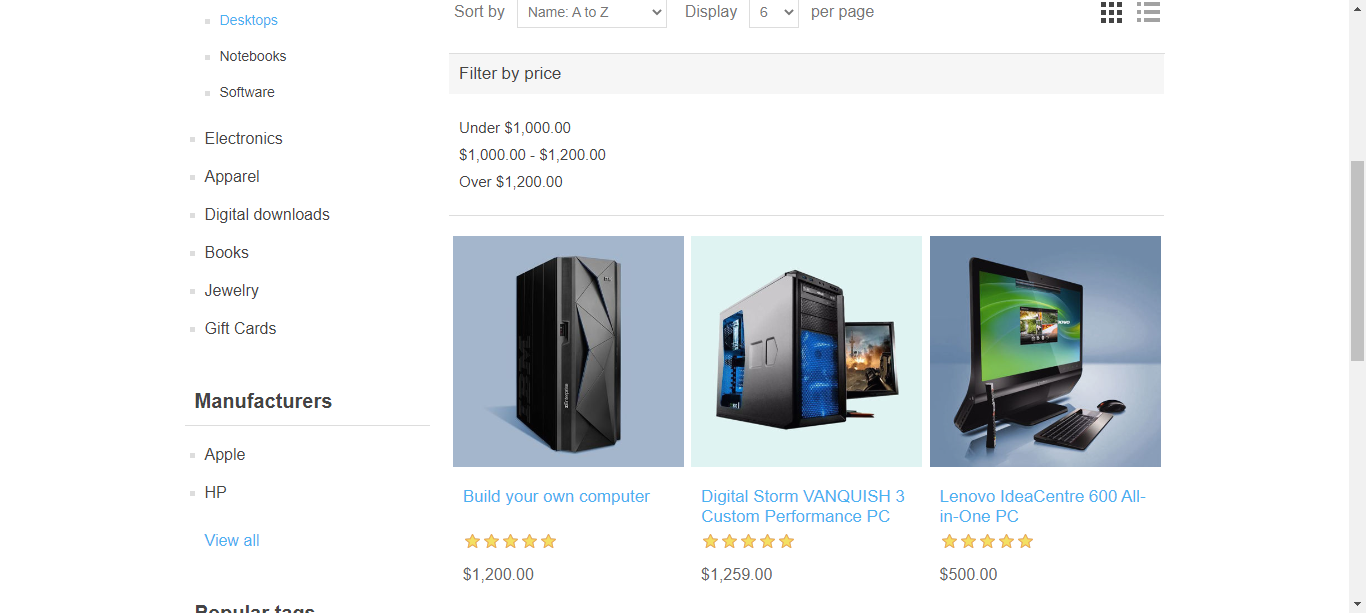 Desktops
Notebooks
Software
Electronics
Apparel
Digital downloads
Books
Jewelry
Gift Cards
Manufacturers
Apple
HP
View all
Popular tags
Sort by Name: A to Z Display 6 per page
Filter by price
Under $1,000.00
$1,000.00 - $1,200.00
Over $1,200.00
IBM
Build your own computer
$1,200.00
Digital Storm VANQUISH 3
Custom Performance PC
$1,259.00
Lenovo IdeaCentre 600 All-
in-One PC
$500.00